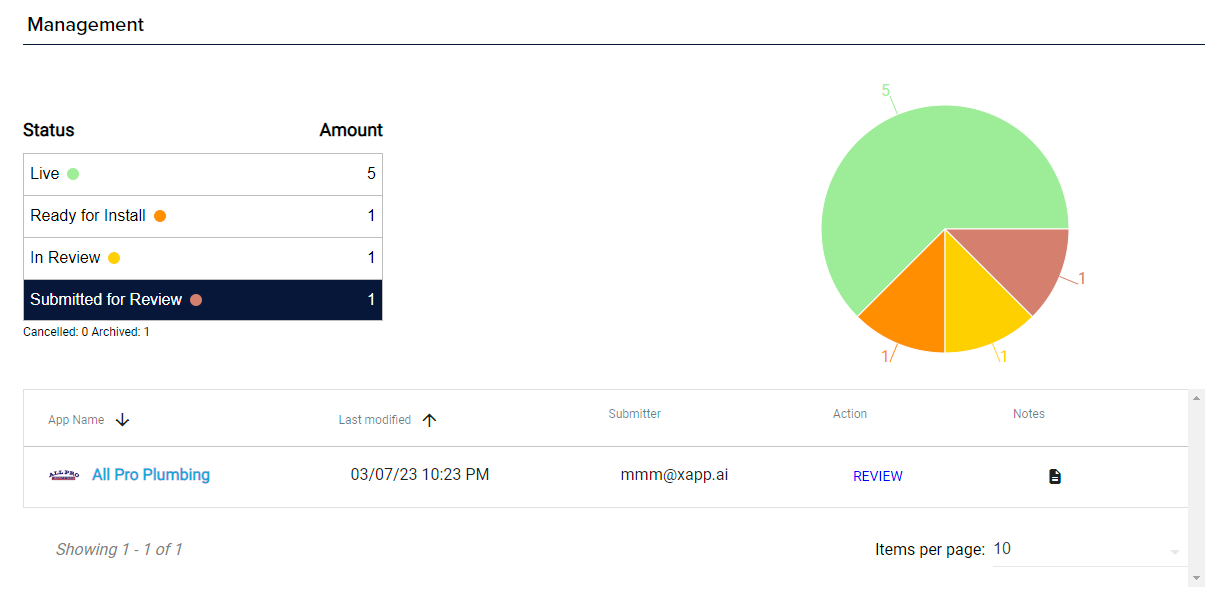 Management
Status Amount
Live 5
Ready for Install 1
In Review 1
Submitted for Review 1
Cancelled: 0 Archived: 1
5
1
1
1
App Name Last modified Submitter Action Notes
ALL PRO All Pro Plumbing 03/07/23 10:23 PM mmm@xapp.ai REVIEW
Showing 1 - 1 of 1 Items per page: 10